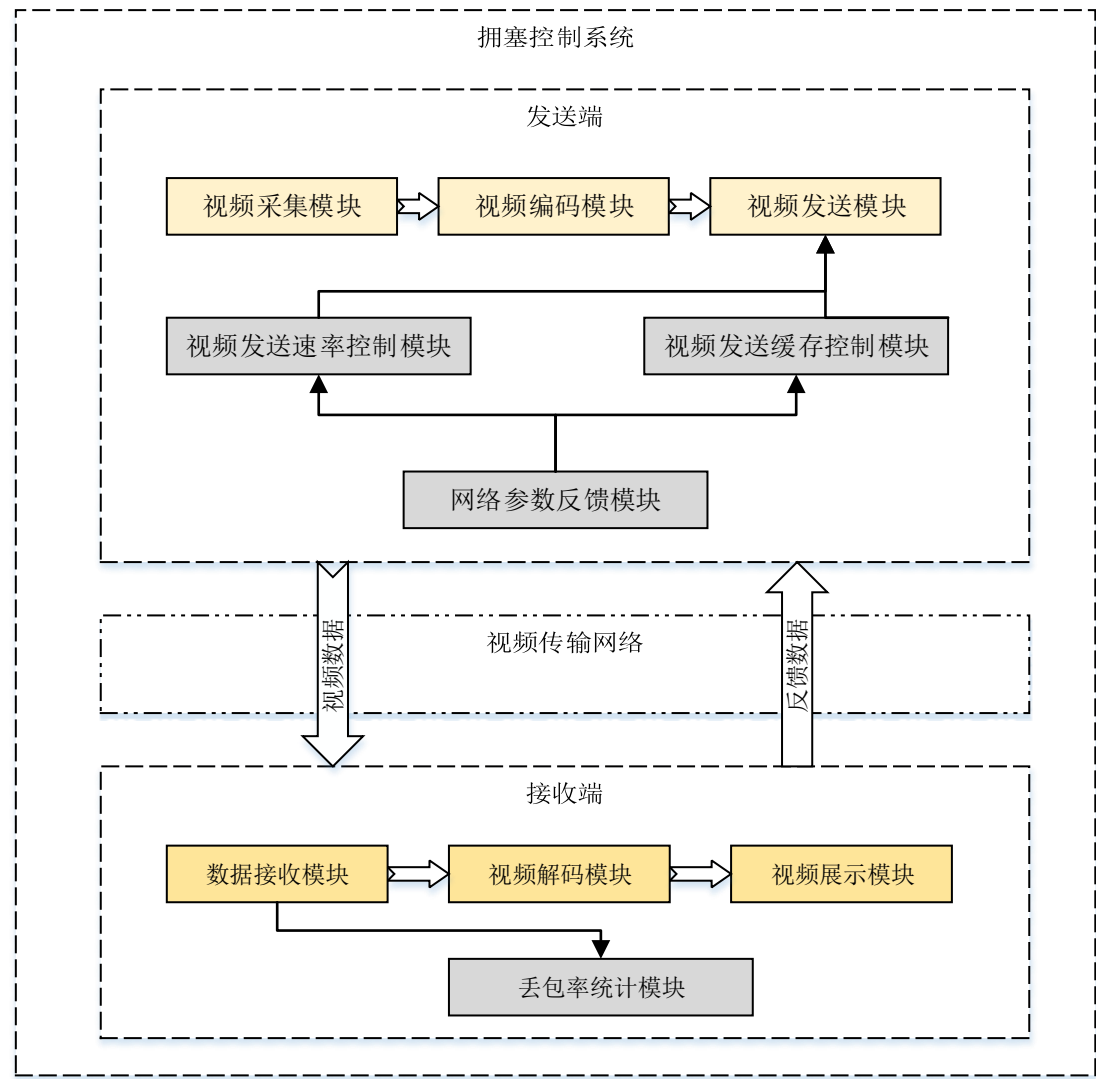 拥塞控制系统
发送端
视频采集模块
视频编码模块
视频发送模块
视频发送速率控制模块
视频发送缓存控制模块
网络参数反馈模块
视频数据
视频传输网络
反馈数据
接收端
数据接收模块
视频解码模块
视频展示模块
丢包率统计模块